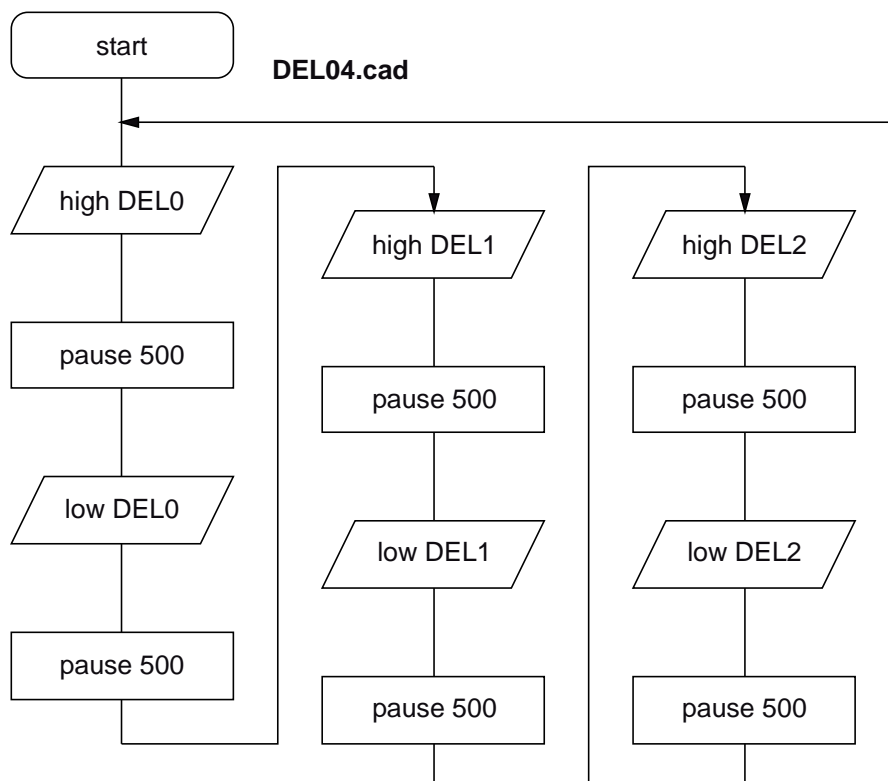 start
DEL04.cad
high DEL0
pause 500
low DEL0
pause 500
high DEL1
pause 500
low DEL1
pause 500
high DEL2
pause 500
low DEL2
pause 500